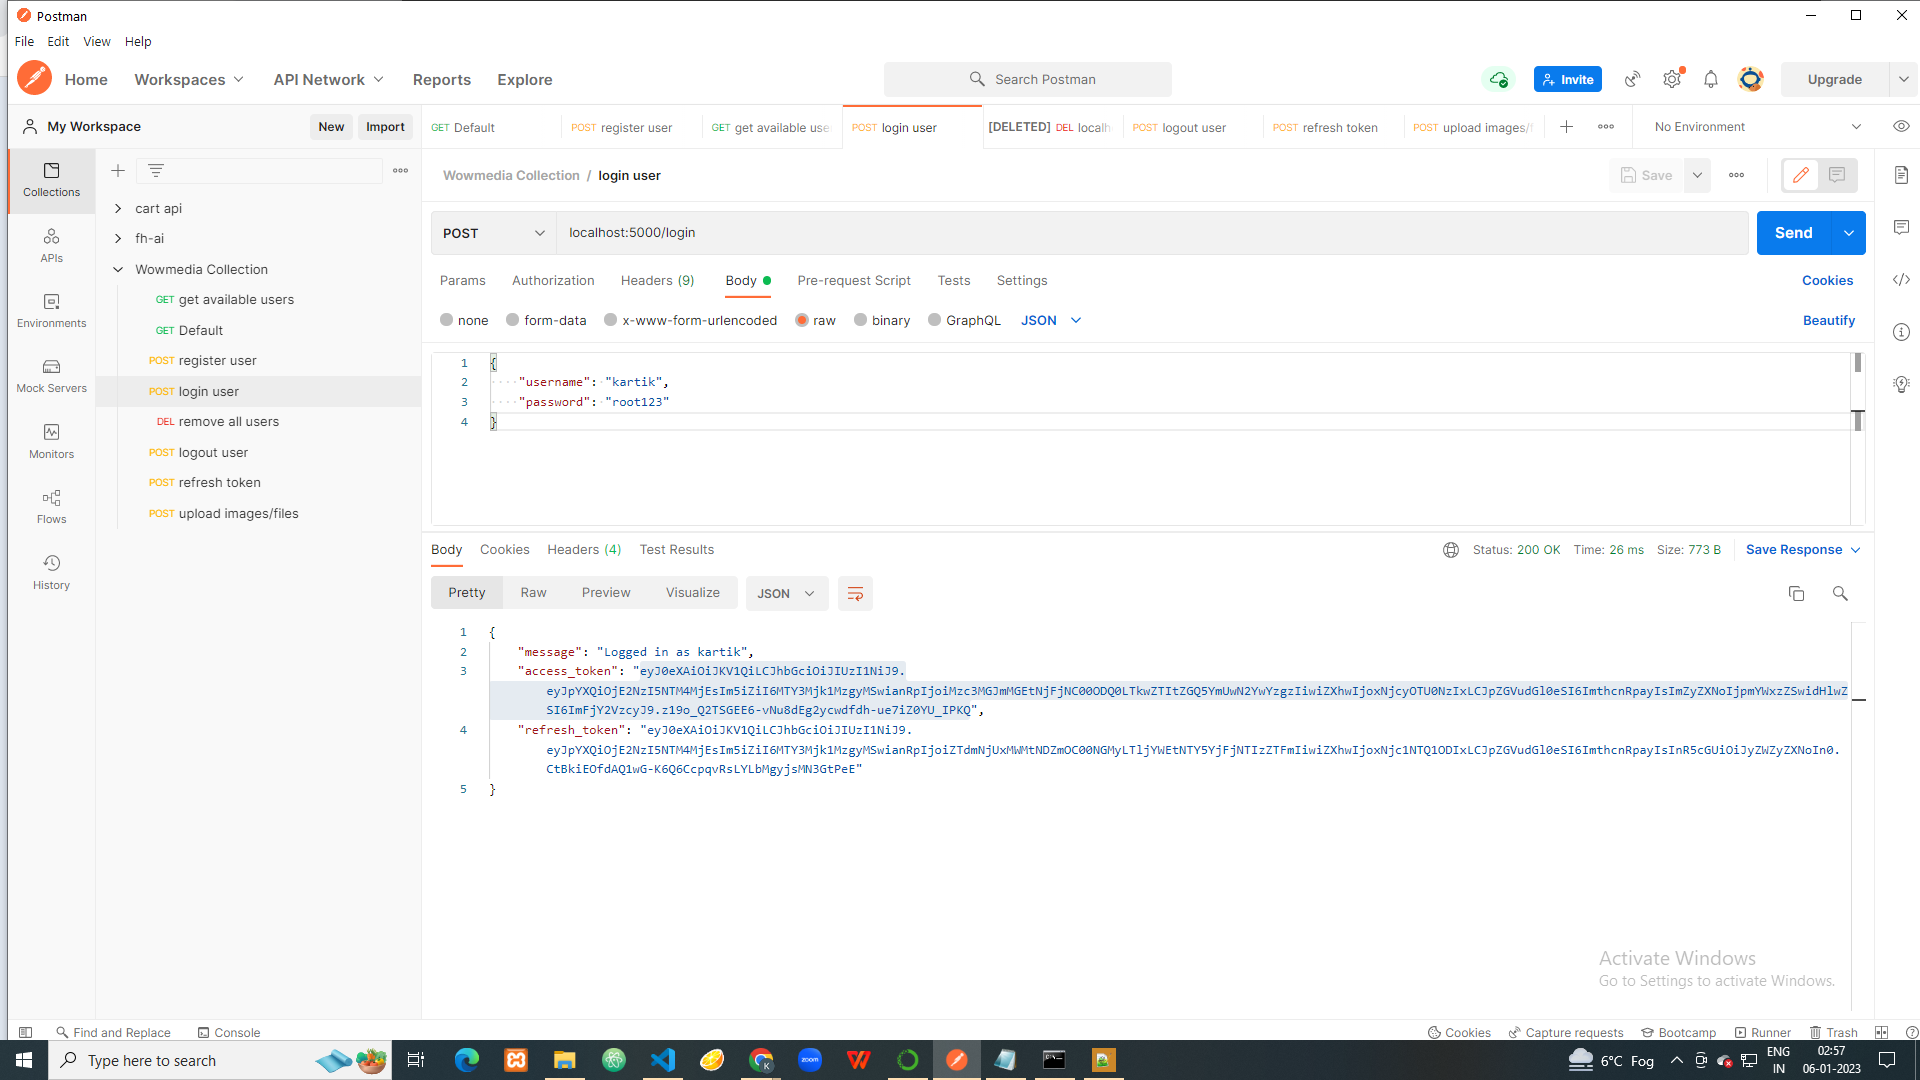 Postman
File Edit View Help
Home Workspaces API Network Reports Explore
Search Postman
Invite
Upgrade
My Workspace
New Import
GET Default
POST register user
GET get available use
POST login user
[DELETED] DEL localh
POST logout user
POST refresh token
POST upload images/f
No Environment
Collections
APIs
Environments
Mock Servers
Monitors
Flows
History
cart api
fh-ai
Wowmedia Collection
GET get available users
GET Default
POST register user
POST login user
DEL remove all users
POST logout user
POST refresh token
POST upload images/files
Wowmedia Collection / login user
Save
POST localhost:5000/login
Send
Params Authorization Headers (9) Body Pre-request Script Tests Settings
Cookies
none form-data x-www-form-urlencoded raw binary GraphQL JSON
Beautify
1 {
2 "username": "kartik",
3 "password": "root123"
4 }
Body Cookies Headers (4) Test Results
Status: 200 OK Time: 26 ms Size: 773 B Save Response
Pretty Raw Preview Visualize JSON
1 {
2 "message": "Logged in as kartik",
3 "access_token": "eyJ0eXAiOiJKV1QiLCJhbGciOiJIUzI1NiJ9.
4 "refresh_token": "eyJ0eXAiOiJKV1QiLCJhbGciOiJIUzI1NiJ9.
5 }
Activate Windows
Go to Settings to activate Windows.
Find and Replace Console
Cookies Capture requests Bootcamp Runner Trash
Type here to search
zoom
6°C Fog
ENG
IN
02:57
06-01-2023